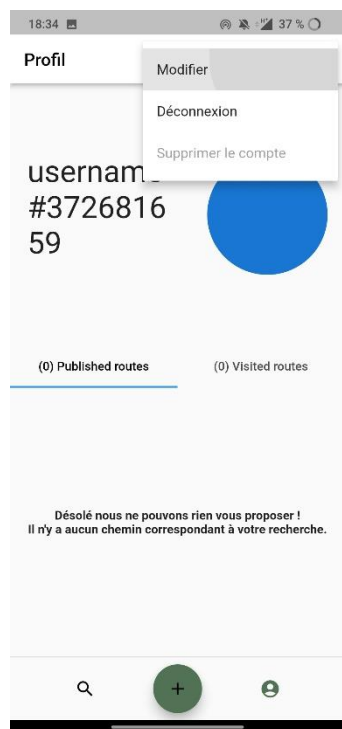 18:34 37 %
Profil
Modifier
Déconnexion
Supprimer le compte
username
#3726816
59
(0) Published routes (0) Visited routes
Désolé nous ne pouvons rien vous proposer !
Il n'y a aucun chemin correspondant à votre recherche.